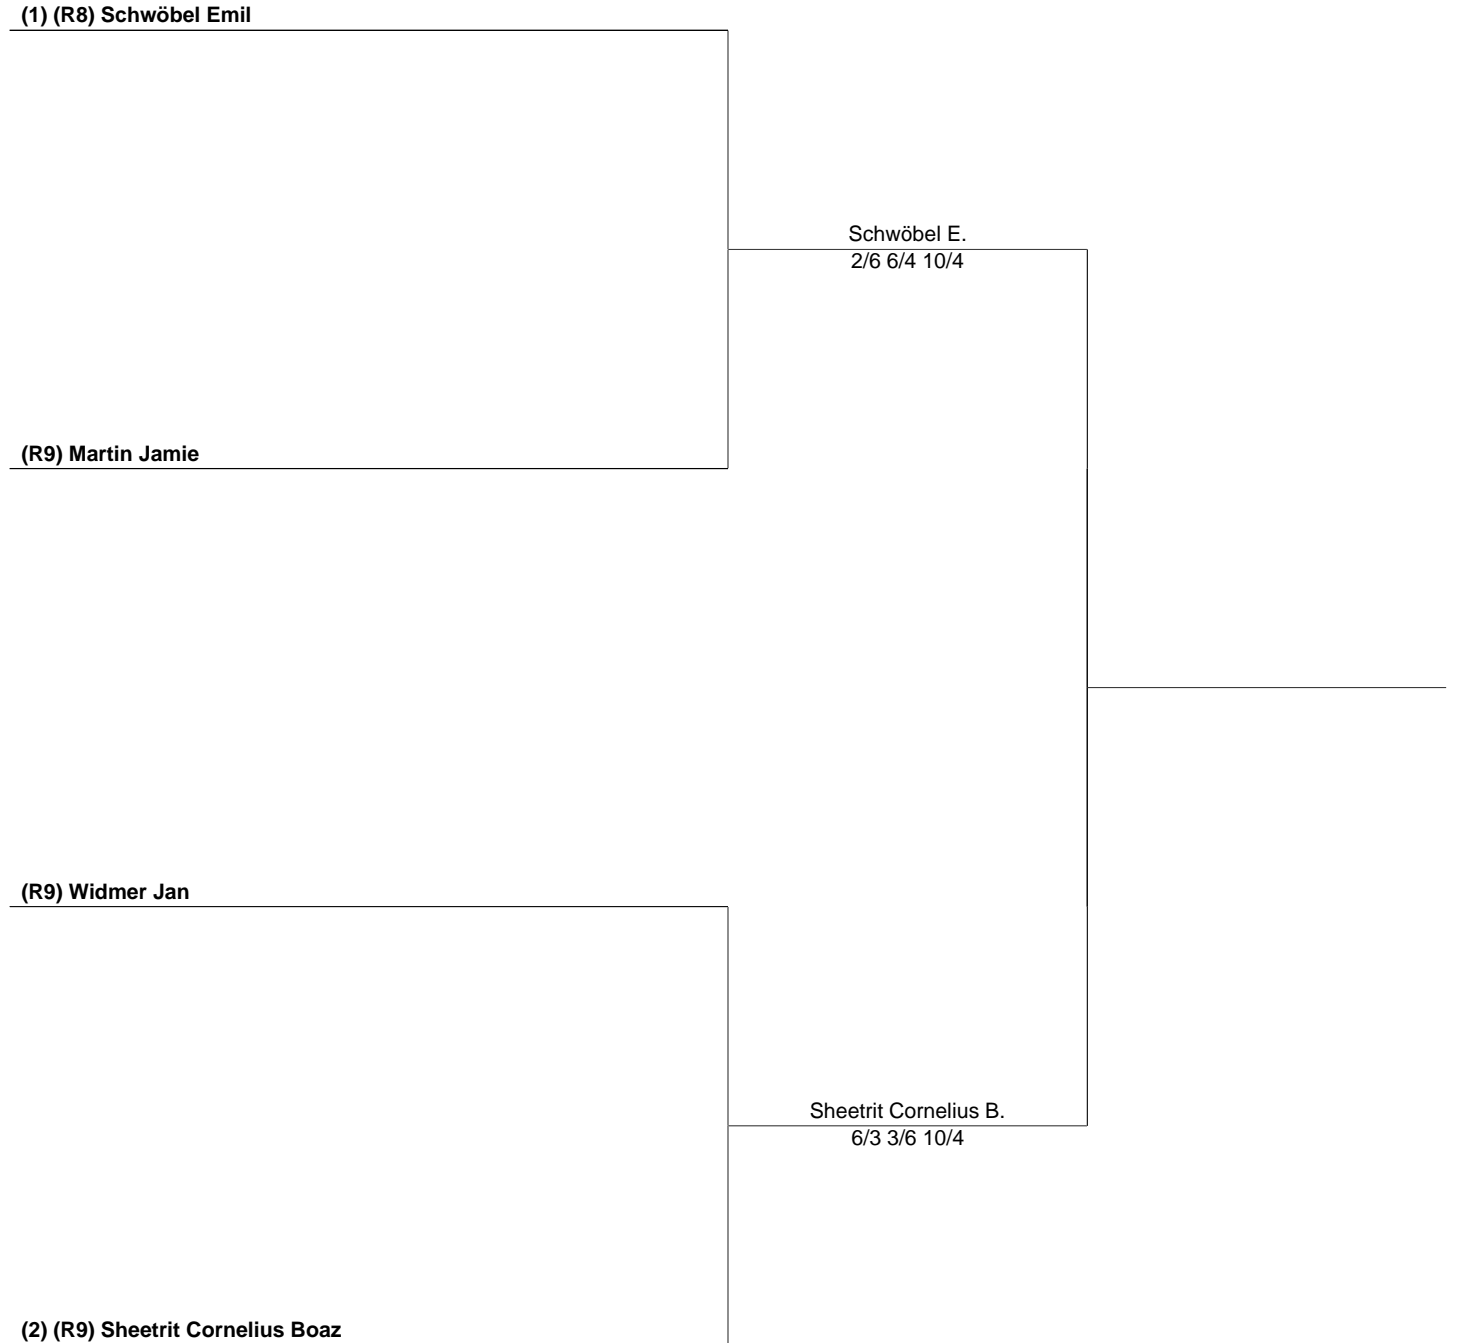 (1) (R8) Schwöbel Emil
Schwöbel E.
2/6 6/4 10/4
(R9) Martin Jamie
(R9) Widmer Jan
Sheetrit Cornelius B.
6/3 3/6 10/4
(2) (R9) Sheetrit Cornelius Boaz